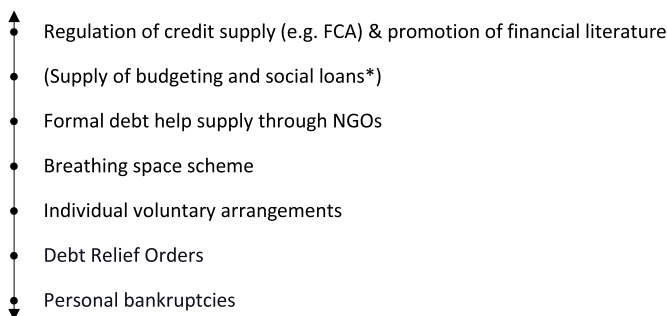 Regulation of credit supply (e.g. FCA) & promotion of financial literature
(Supply of budgeting and social loans*)
Formal debt help supply through NGOs
Breathing space scheme
Individual voluntary arrangements
Debt Relief Orders
Personal bankruptcies